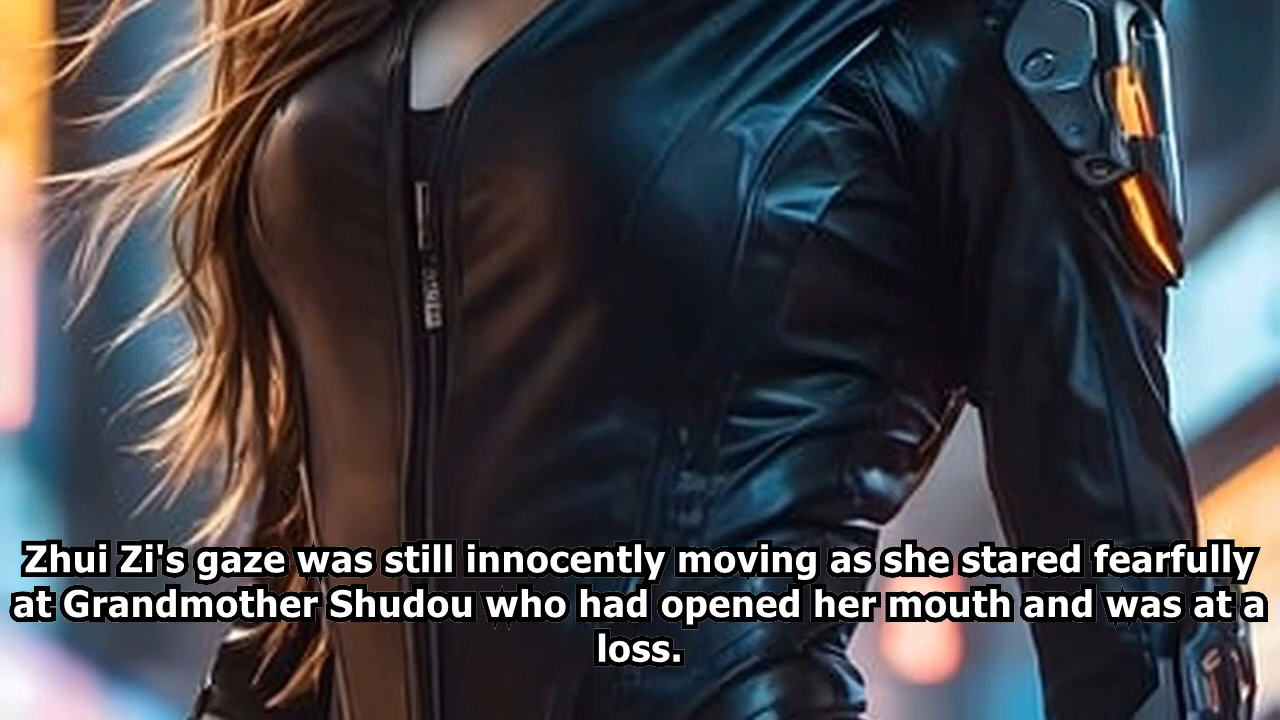 Zhui Zi's gaze was still innocently moving as she stared fearfully
at Grandmother Shudou who had opened her mouth and was at a
loss.